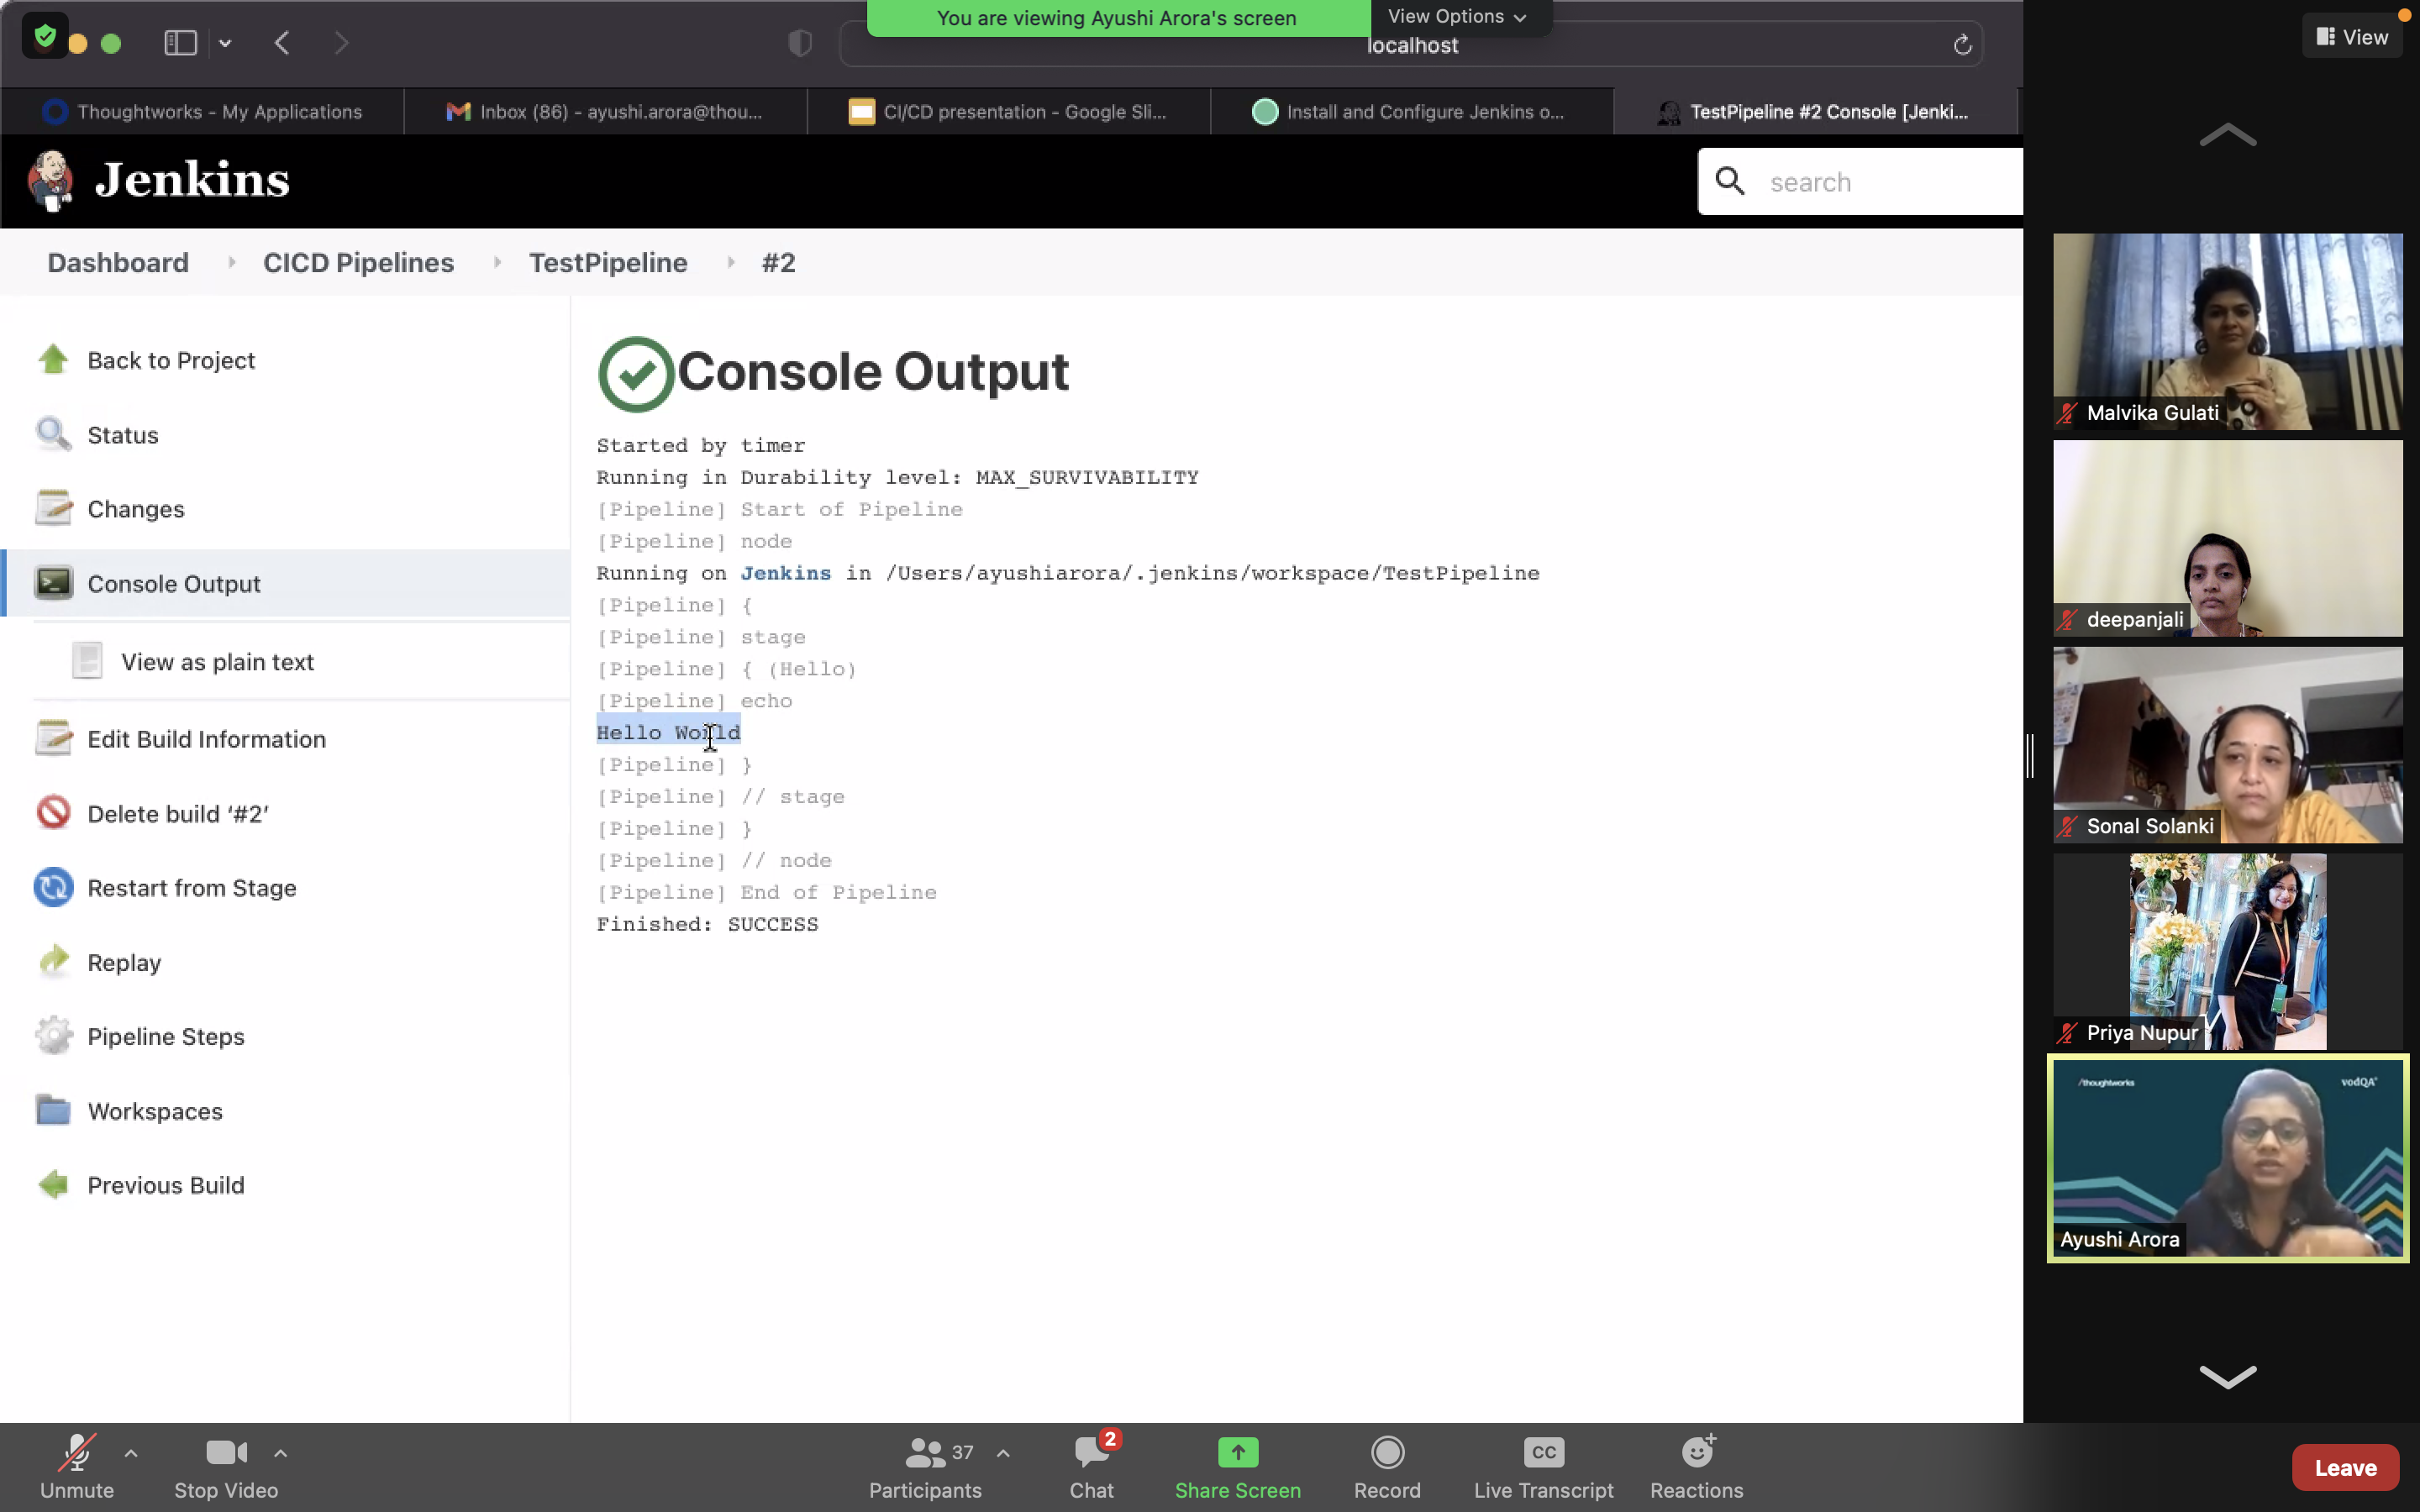 You are viewing Ayushi Arora's screen
View Options
View
localhost
Thoughtworks - My Applications
Inbox (86) - ayushi.arora@thou...
CI/CD presentation - Google Sli...
Install and Configure Jenkins o...
TestPipeline #2 Console [Jenki...
Jenkins
search
Dashboard
CICD Pipelines
TestPipeline
#2
Back to Project
Status
Changes
Console Output
View as plain text
Edit Build Information
Delete build ‘#2’
Restart from Stage
Replay
Pipeline Steps
Workspaces
Previous Build
Console Output
Started by timer
Running in Durability level: MAX_SURVIVABILITY
[Pipeline] Start of Pipeline
[Pipeline] node
Running on Jenkins in /Users/ayushiarora/.jenkins/workspace/TestPipeline
[Pipeline] {
[Pipeline] stage
[Pipeline] { (Hello)
[Pipeline] echo
Hello World
[Pipeline] }
[Pipeline] // stage
[Pipeline] }
[Pipeline] // node
[Pipeline] End of Pipeline
Finished: SUCCESS
Malvika Gulati
deepanjali
Sonal Solanki
Priya Nupur
/thoughtworks
vodQA
Ayushi Arora
Unmute
Stop Video
37
Participants
2
Chat
Share Screen
Record
CC
Live Transcript
Reactions
Leave